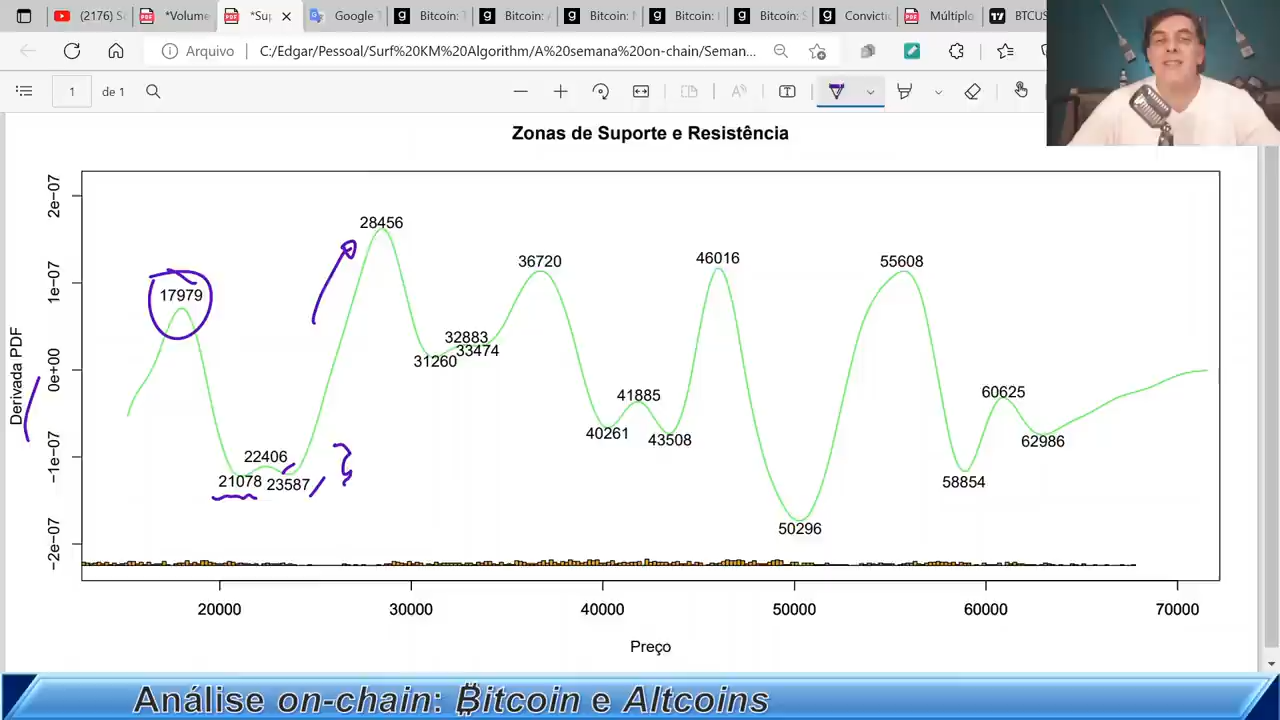 (2176) S
*Volume
*Sup
Google T
Bitcoin: T
Bitcoin: A
Bitcoin: N
Bitcoin: I
Bitcoin: S
Convictio
Múltiplo
BTCUS
Arquivo
C:/Edgar/Pessoal/Surf%20KM%20Algorithm/A%20semana%20on-chain/Seman...
1 de 1
Zonas de Suporte e Resistência
2e−07
1e−07
0e+00
−1e−07
−2e−07
Derivada PDF
28456
17979
36720
46016
55608
32883
33474
31260
41885
60625
40261
43508
62986
22406
21078
23587
58854
50296
20000
30000
40000
50000
60000
70000
Preço
Análise on-chain: ₿itcoin e Altcoins